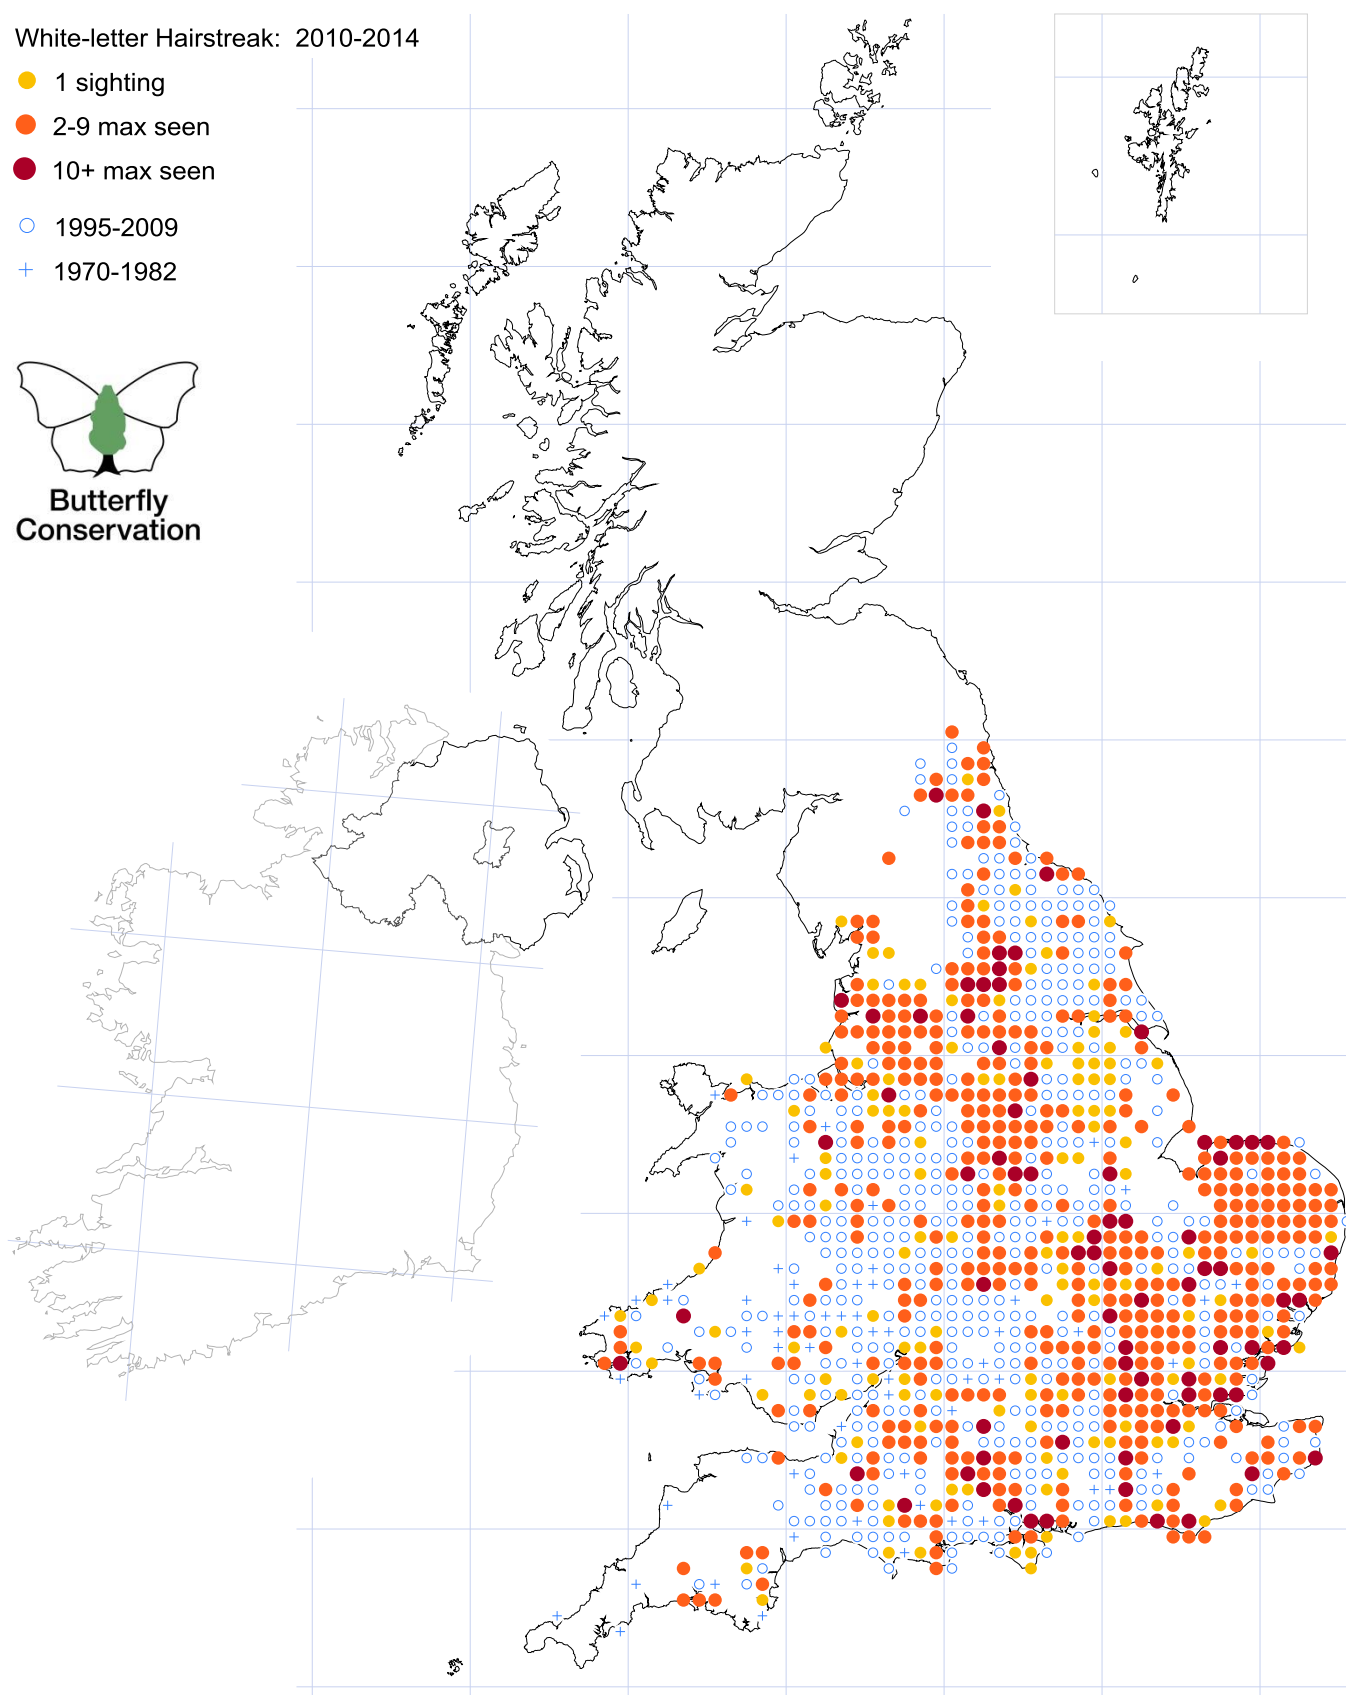 White-letter Hairstreak: 2010-2014
1 sighting
2-9 max seen
10+ max seen
1995-2009
1970-1982
Butterfly
Conservation